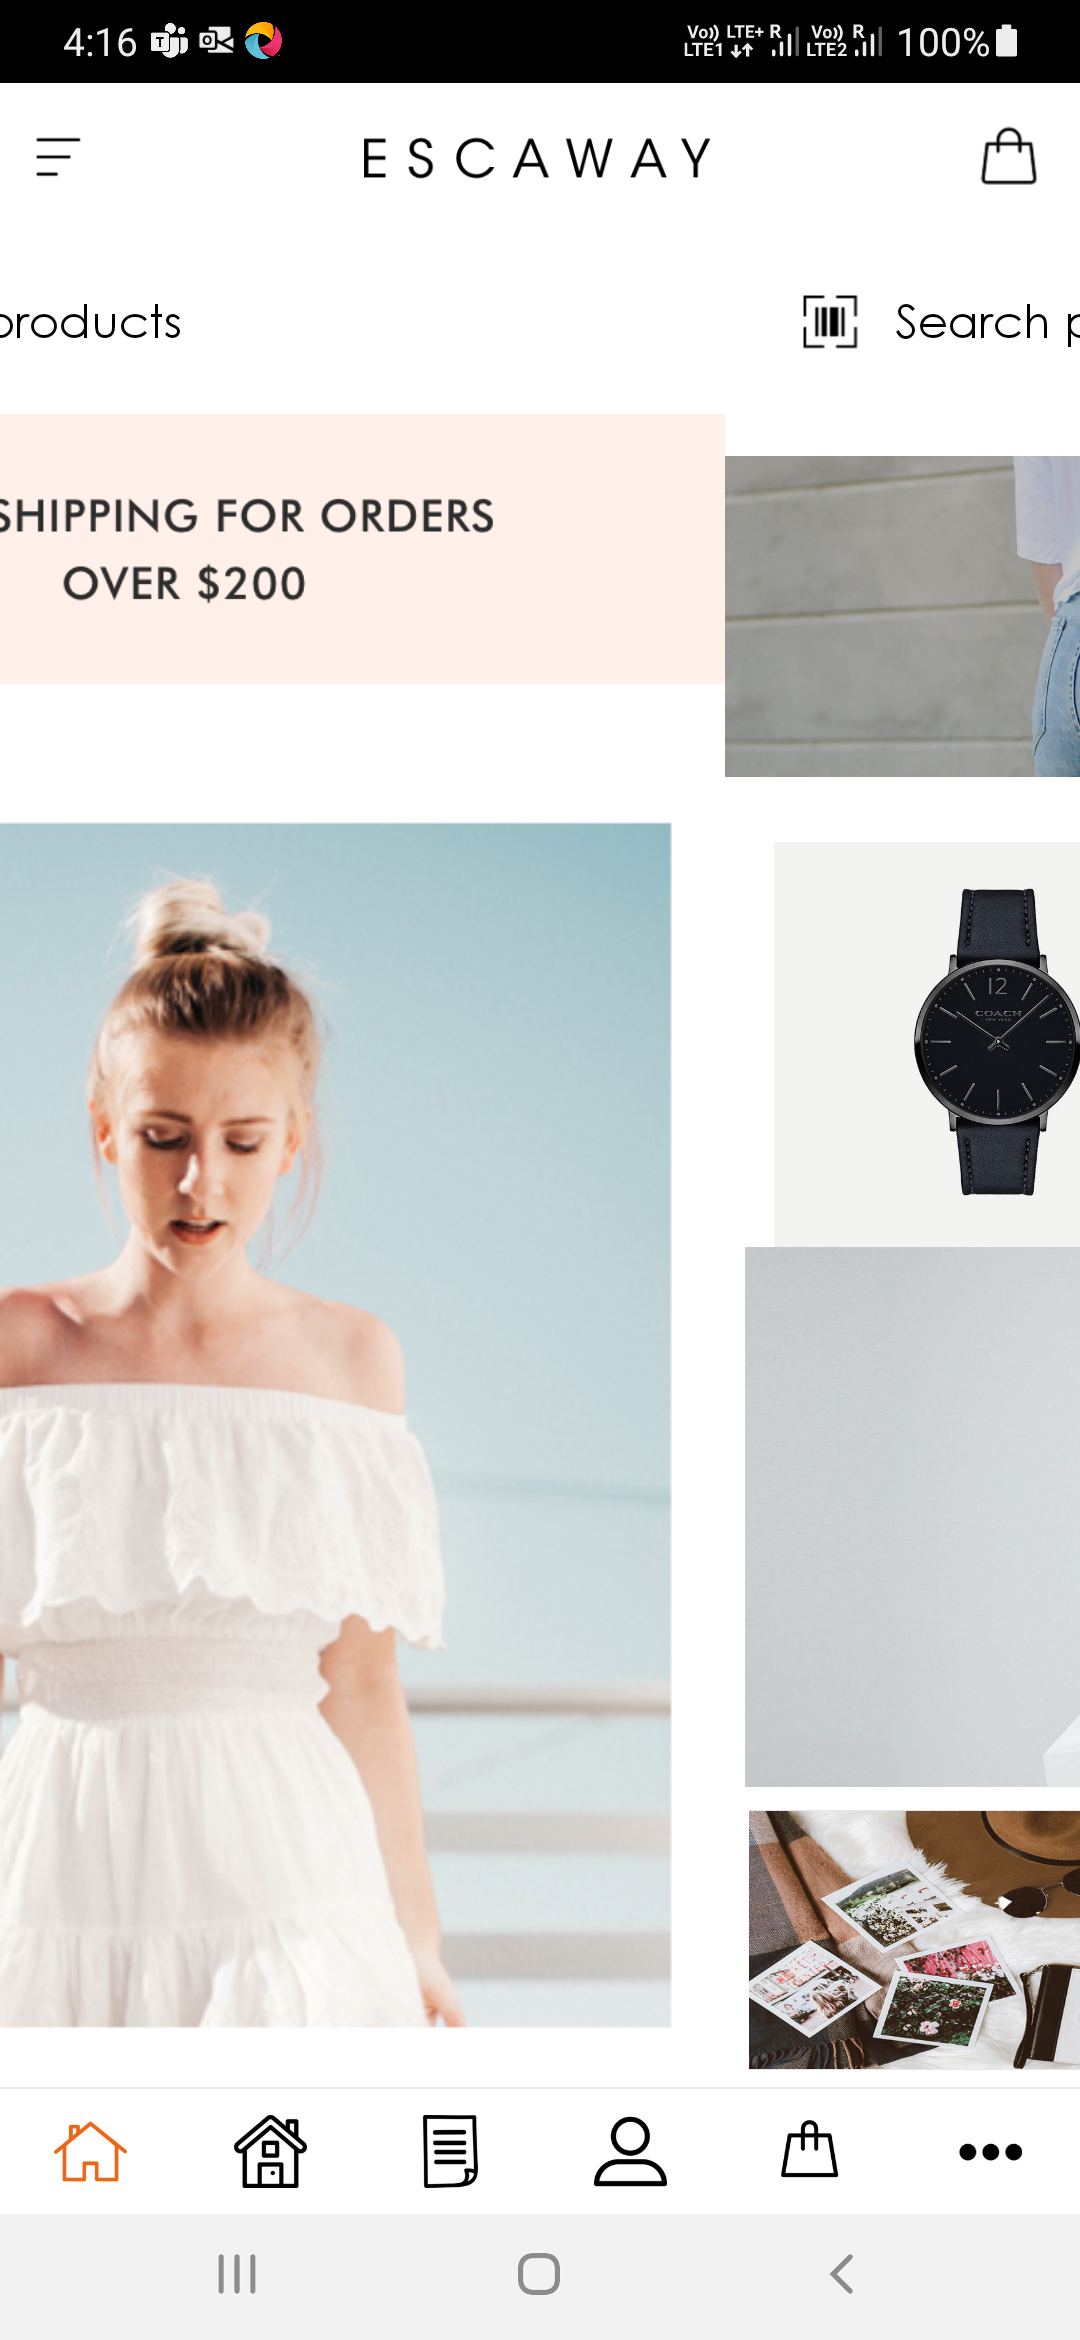 4:16
Vo)) LTE+ R Vo)) R
LTE1 LTE2 100%
ESCAWAY
products
Search p
SHIPPING FOR ORDERS
OVER $200
12
COACH
NEW YORK